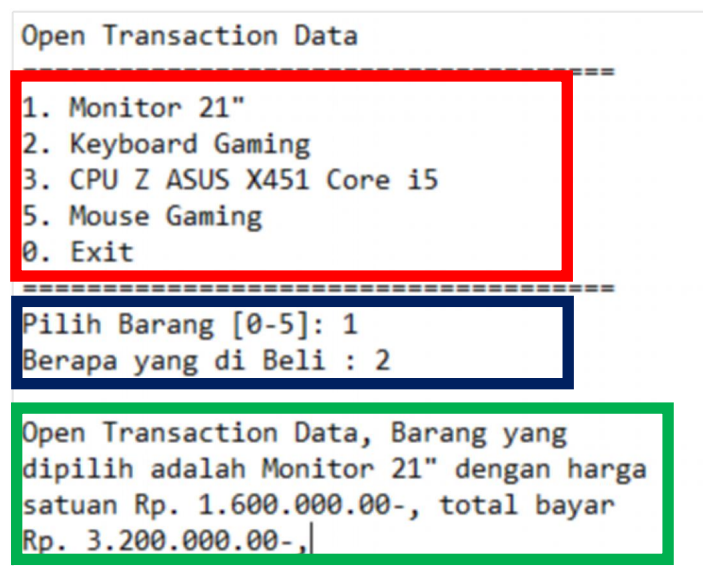 Open Transaction Data
=====================================
1. Monitor 21"
2. Keyboard Gaming
3. CPU Z ASUS X451 Core i5
5. Mouse Gaming
0. Exit
=====================================
Pilih Barang [0-5]: 1
Berapa yang di Beli : 2
Open Transaction Data, Barang yang
dipilih adalah Monitor 21" dengan harga
satuan Rp. 1.600.000.00-, total bayar
Rp. 3.200.000.00-,